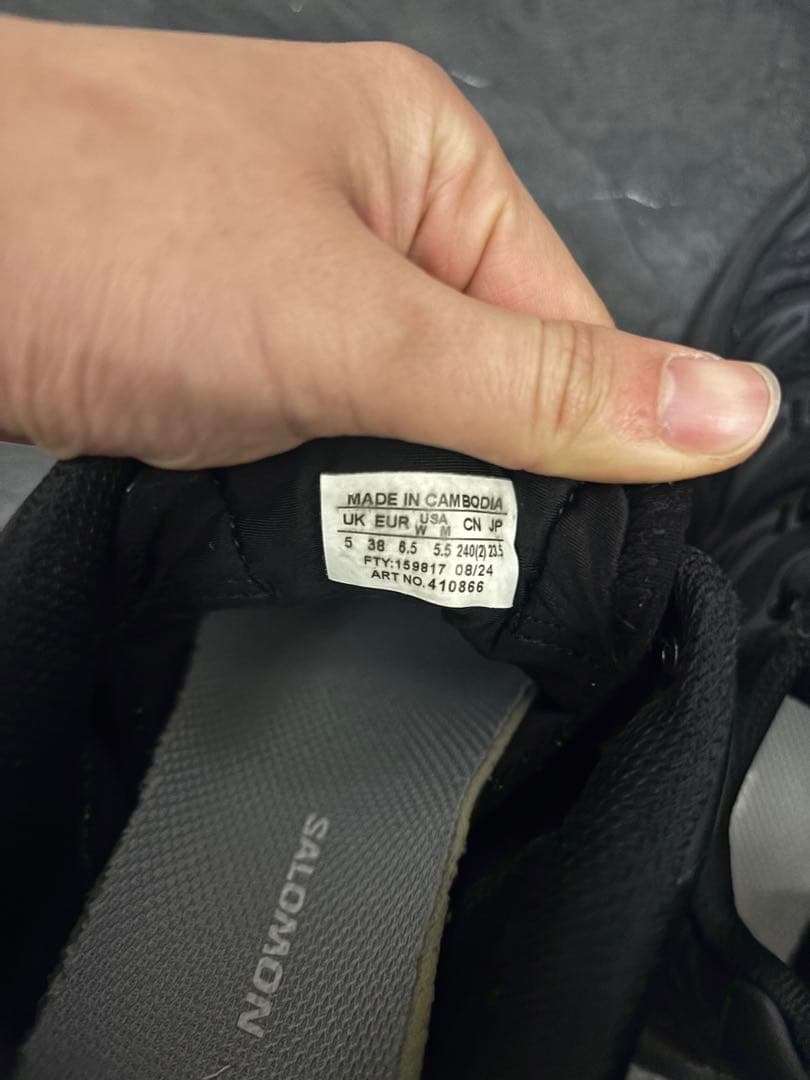 MADE IN CAMBODIA
UK EUR USA W M CN JP
5 38 6.5 5.5 240(2) 23.5
FTY:159817 08/24
ART NO. 410866
SALOMON